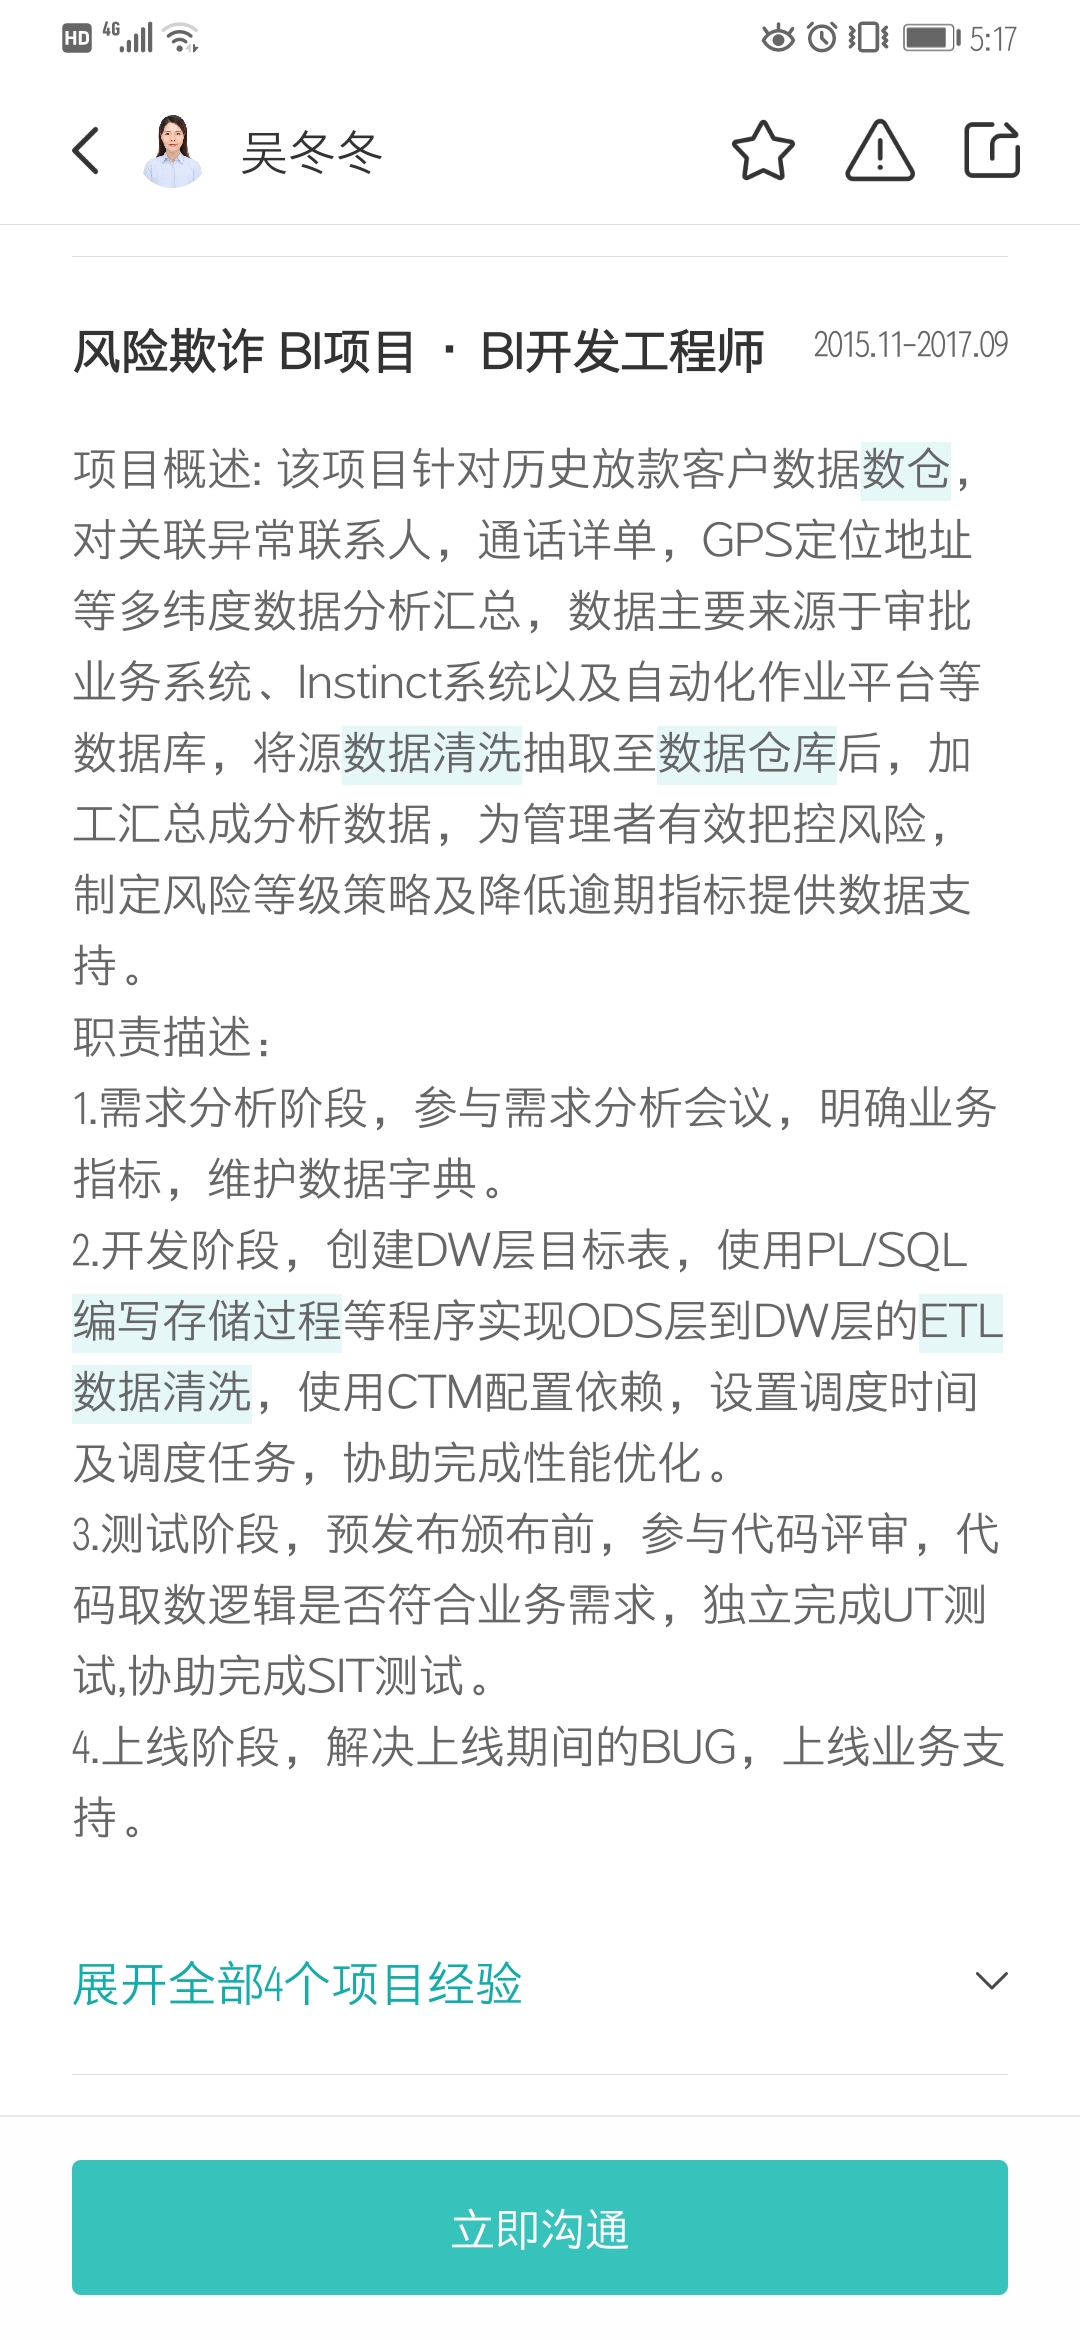 HD 4G 5:17
吴冬冬
风险欺诈 BI项目 · BI开发工程师 2015.11-2017.09
项目概述: 该项目针对历史放款客户数据数仓，
对关联异常联系人，通话详单，GPS定位地址
等多纬度数据分析汇总，数据主要来源于审批
业务系统、Instinct系统以及自动化作业平台等
数据库，将源数据清洗抽取至数据仓库后，加
工汇总成分析数据，为管理者有效把控风险，
制定风险等级策略及降低逾期指标提供数据支
持。
职责描述：
1.需求分析阶段，参与需求分析会议，明确业务
指标，维护数据字典。
2.开发阶段，创建DW层目标表，使用PL/SQL
编写存储过程等程序实现ODS层到DW层的ETL
数据清洗，使用CTM配置依赖，设置调度时间
及调度任务，协助完成性能优化。
3.测试阶段，预发布颁布前，参与代码评审，代
码取数逻辑是否符合业务需求，独立完成UT测
试,协助完成SIT测试。
4.上线阶段，解决上线期间的BUG，上线业务支
持。
展开全部4个项目经验
立即沟通